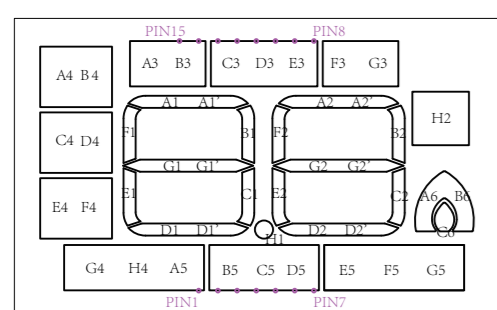 PIN15 PIN8
A3 B3 C3 D3 E3 F3 G3
A4 B4
A1 A1' A2 A2'
H2
F1 B1 F2 B2
C4 D4
G1 G1' G2 G2'
E1 C1 E2 C2 A6 B6
E4 F4
D1 D1' D2 D2' C6
H1
G4 H4 A5 B5 C5 D5 E5 F5 G5
PIN1 PIN7